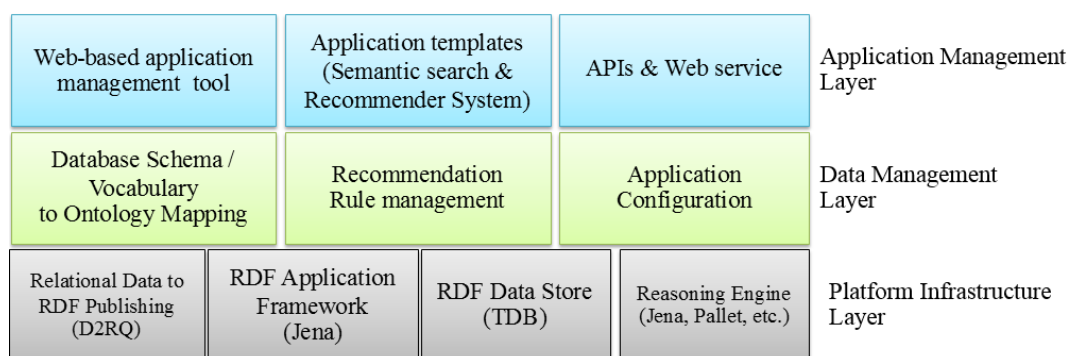 Web-based application
management tool
Application templates
(Semantic search &
Recommender System)
APIs & Web service
Application Management
Layer
Database Schema /
Vocabulary
to Ontology Mapping
Recommendation
Rule management
Application
Configuration
Data Management
Layer
Relational Data to
RDF Publishing
(D2RQ)
RDF Application
Framework
(Jena)
RDF Data Store
(TDB)
Reasoning Engine
(Jena, Pallet, etc.)
Platform Infrastructure
Layer